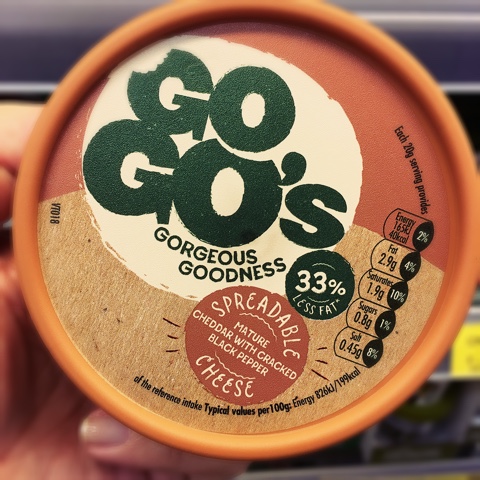 GO
GO'S
GORGEOUS
GOODNESS
33%
LESS FAT*
SPREADABLE
MATURE
CHEDDAR WITH CRACKED
BLACK PEPPER
CHEESE
Each 20g serving provides
Energy
165kJ
40kcal
2%
Fat
2.9g
4%
Saturates
1.9g
10%
Sugars
0.8g
1%
Salt
0.45g
8%
of the reference intake Typical values per100g: Energy 826kJ/199kcal
V7018